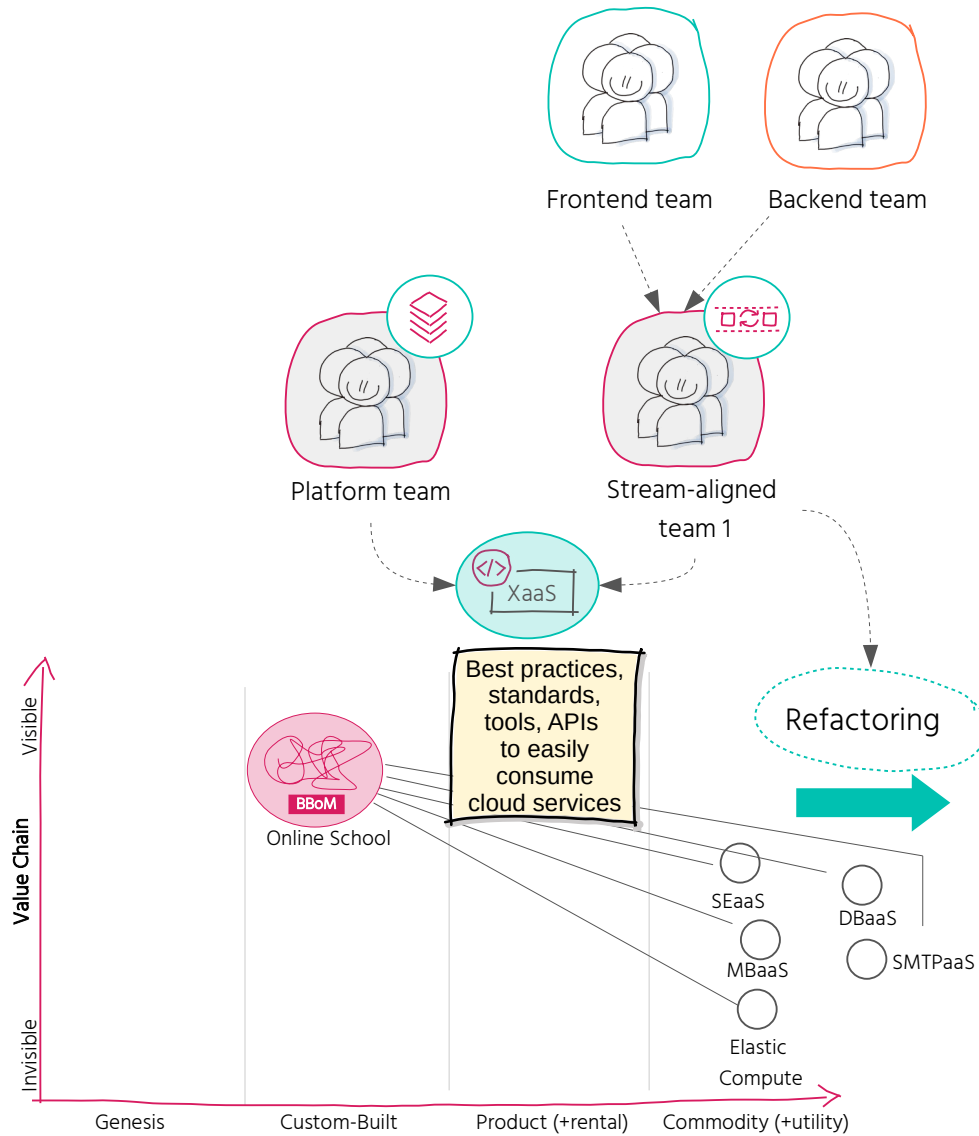 Frontend team
Backend team
Platform team
Stream-aligned
team 1
</>
XaaS
Best practices,
standards,
tools, APIs
to easily
consume
cloud services
Refactoring
BBoM
Online School
SEaaS
DBaaS
MBaaS
SMTPaaS
Elastic
Compute
Visible
Value Chain
Invisible
Genesis
Custom-Built
Product (+rental)
Commodity (+utility)